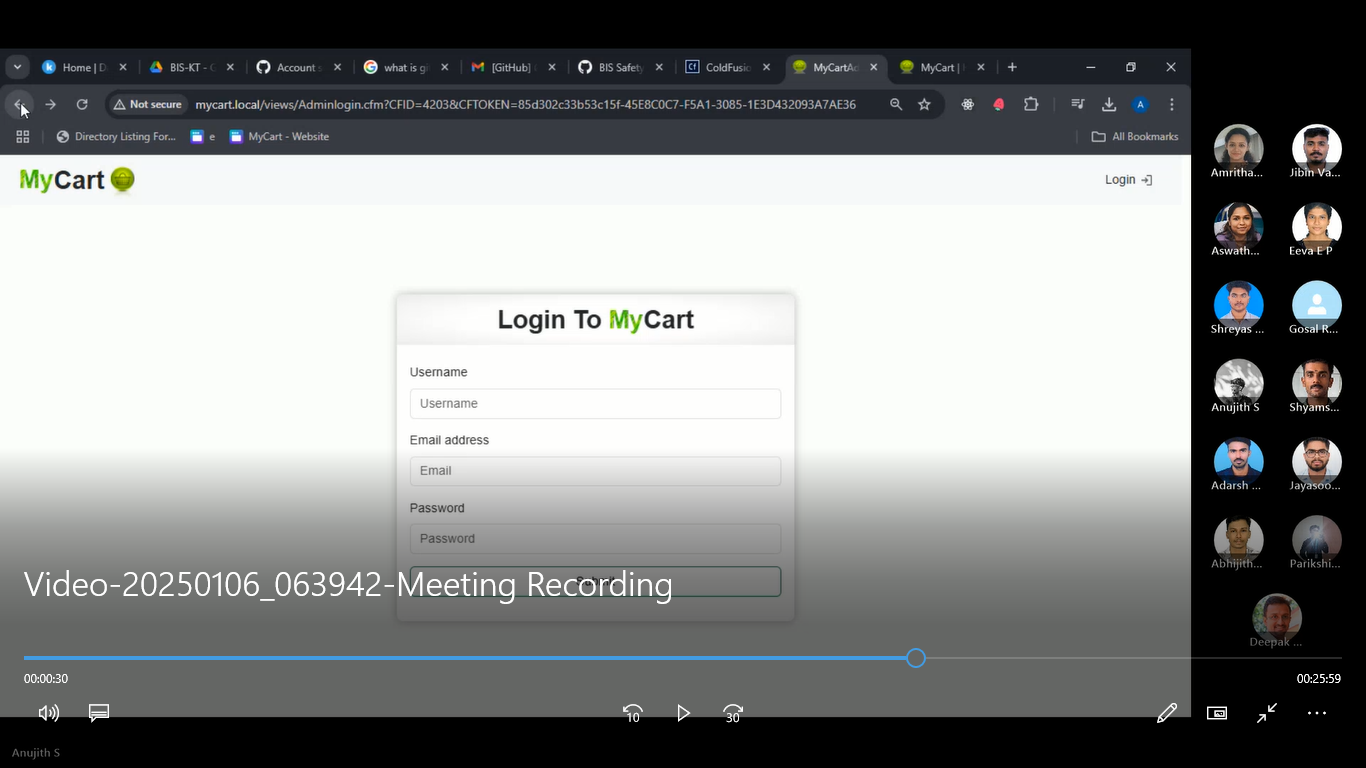 Home | D
BIS-KT - G
Account s
what is gi
[GitHub]
BIS Safety
ColdFusio
MyCartAd
MyCart |
Not secure
mycart.local/views/Adminlogin.cfm?CFID=4203&CFTOKEN=85d302c33b53c15f-45E8C0C7-F5A1-3085-1E3D432093A7AE36
A
Directory Listing For...
e
MyCart - Website
All Bookmarks
MyCart
Login
Amritha...
Jibin Va...
Aswath...
Eeva E P
Shreyas ...
Gosal R...
Anujith S
Shyams...
Adarsh ...
Jayasoo...
Abhijith...
Parikshi...
Deepak ...
Login To MyCart
Username
Username
Email address
Email
Password
Password
Video-20250106_063942-Meeting Recording
00:00:30
00:25:59
10
30
Anujith S